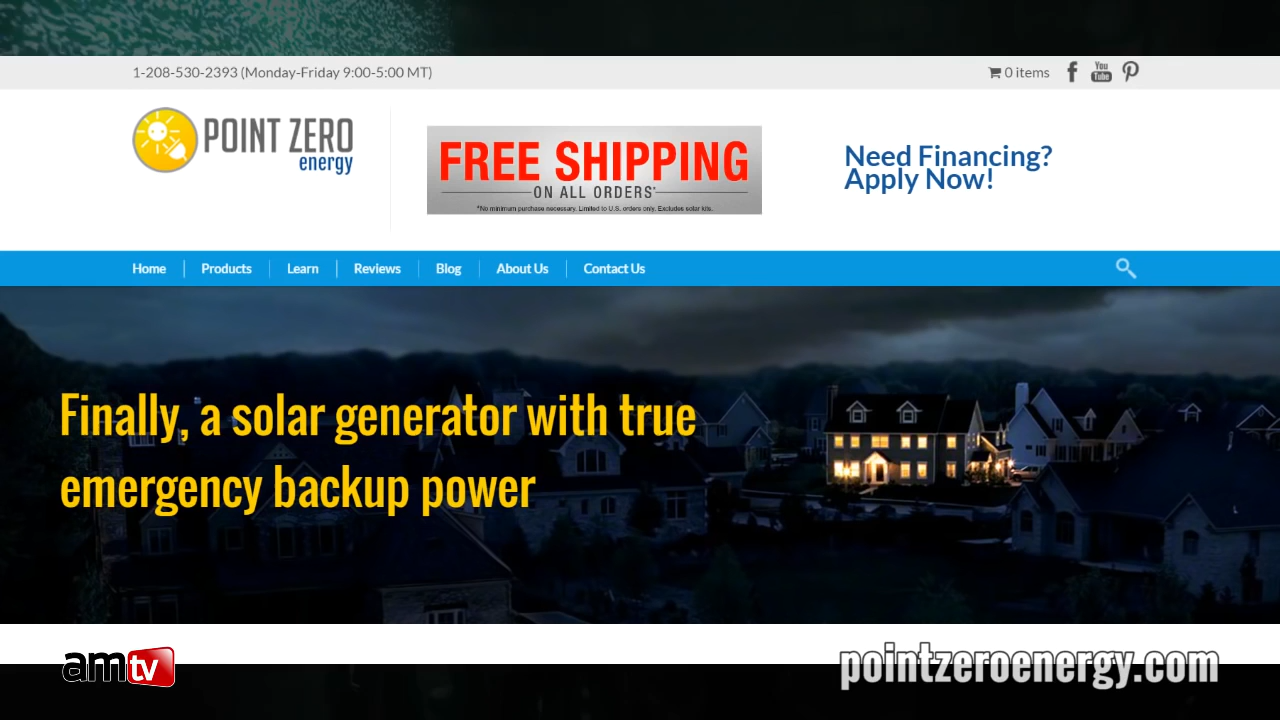 1-208-530-2393 (Monday-Friday 9:00-5:00 MT)
0 items
You
Tube
POINT ZERO
energy
FREE SHIPPING
ON ALL ORDERS*
*No minimum purchase necessary. Limited to U.S. orders only. Excludes solar kits.
Need Financing?
Apply Now!
Home Products Learn Reviews Blog About Us Contact Us
Finally, a solar generator with true
emergency backup power
amtv
pointzeroenergy.com